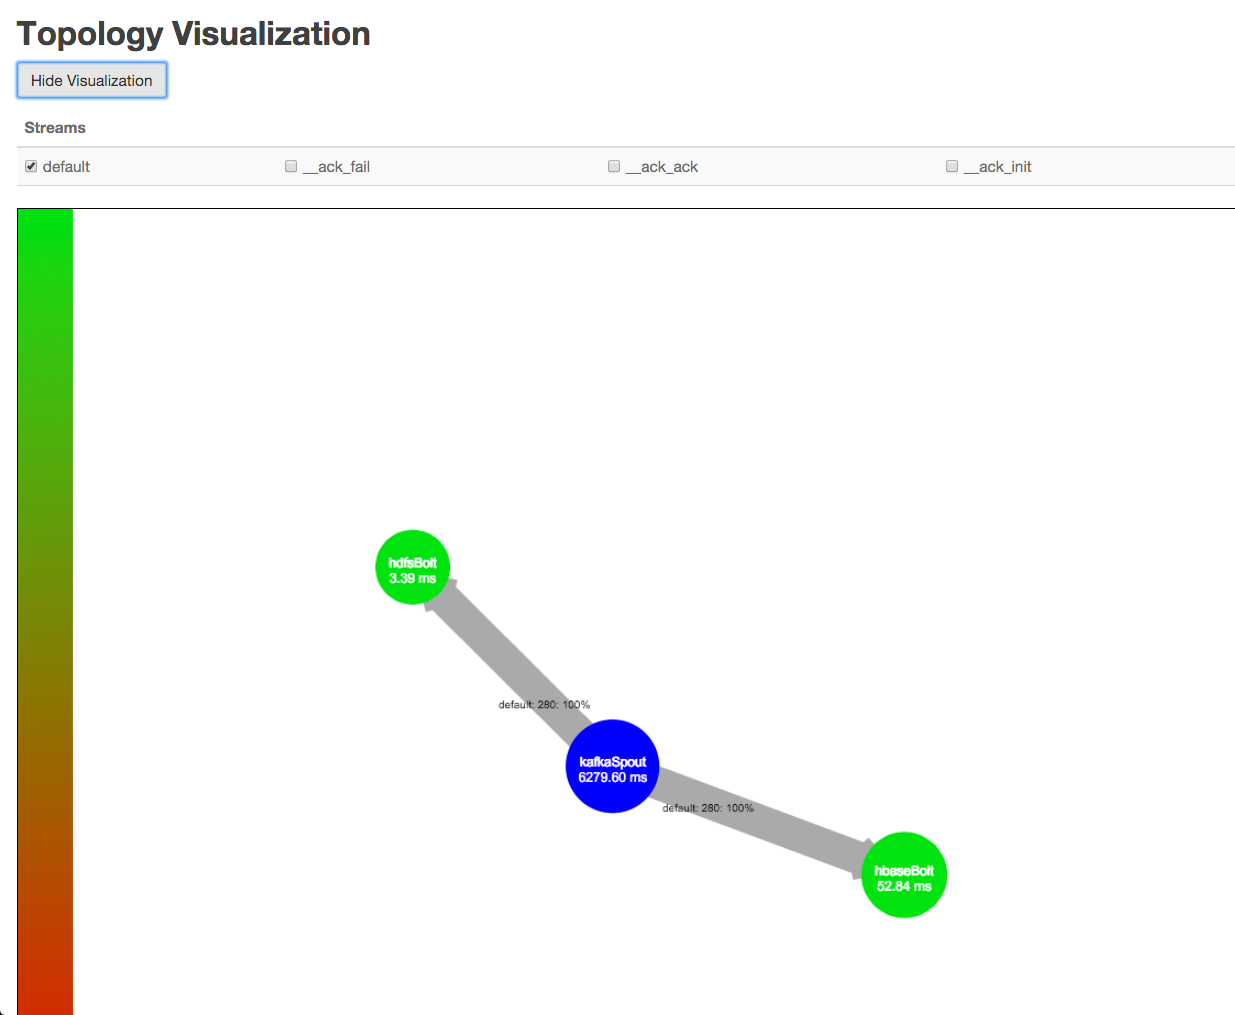 Topology Visualization
Hide Visualization
Streams
default
__ack_fail
__ack_ack
__ack_init
hdfsBolt
3.39 ms
default: 280: 100%
kafkaSpout
6279.60 ms
default: 280: 100%
hbaseBolt
52.84 ms